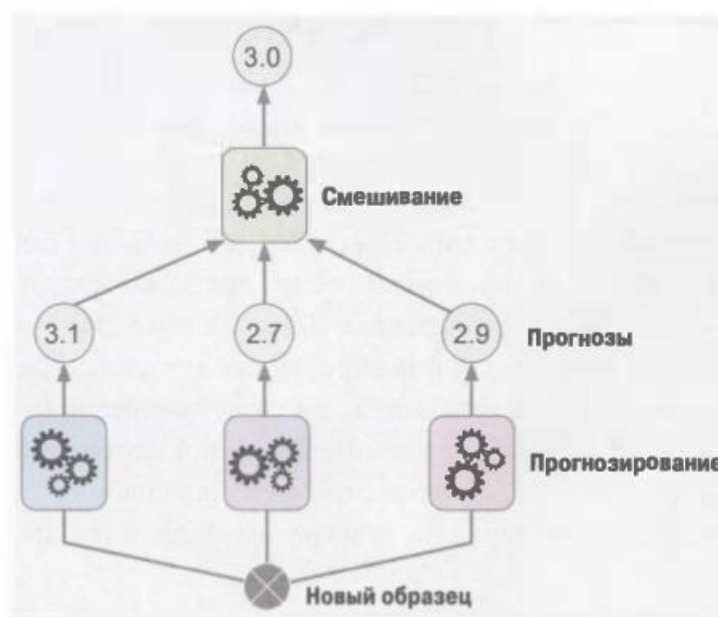 3.0
Смешивание
3.1
2.7
2.9
Прогнозы
Прогнозирование
Новый образец